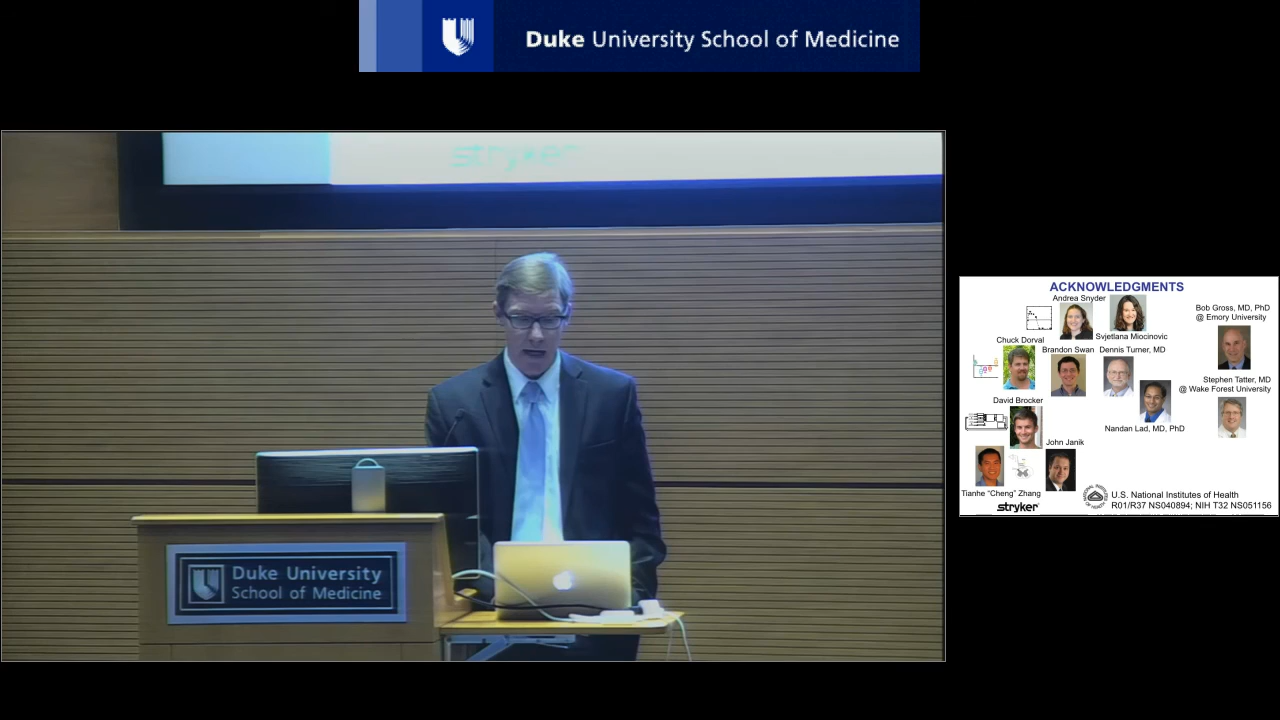 Duke University School of Medicine
stryker
Duke University
School of Medicine
ACKNOWLEDGMENTS
Andrea Snyder
Svjetlana Miocinovic
Bob Gross, MD, PhD
@ Emory University
Chuck Dorval
Brandon Swan
Dennis Turner, MD
Stephen Tatter, MD
@ Wake Forest University
David Brocker
Nandan Lad, MD, PhD
John Janik
Tianhe "Cheng" Zhang
stryker
U.S. National Institutes of Health
R01/R37 NS040894; NIH T32 NS051156